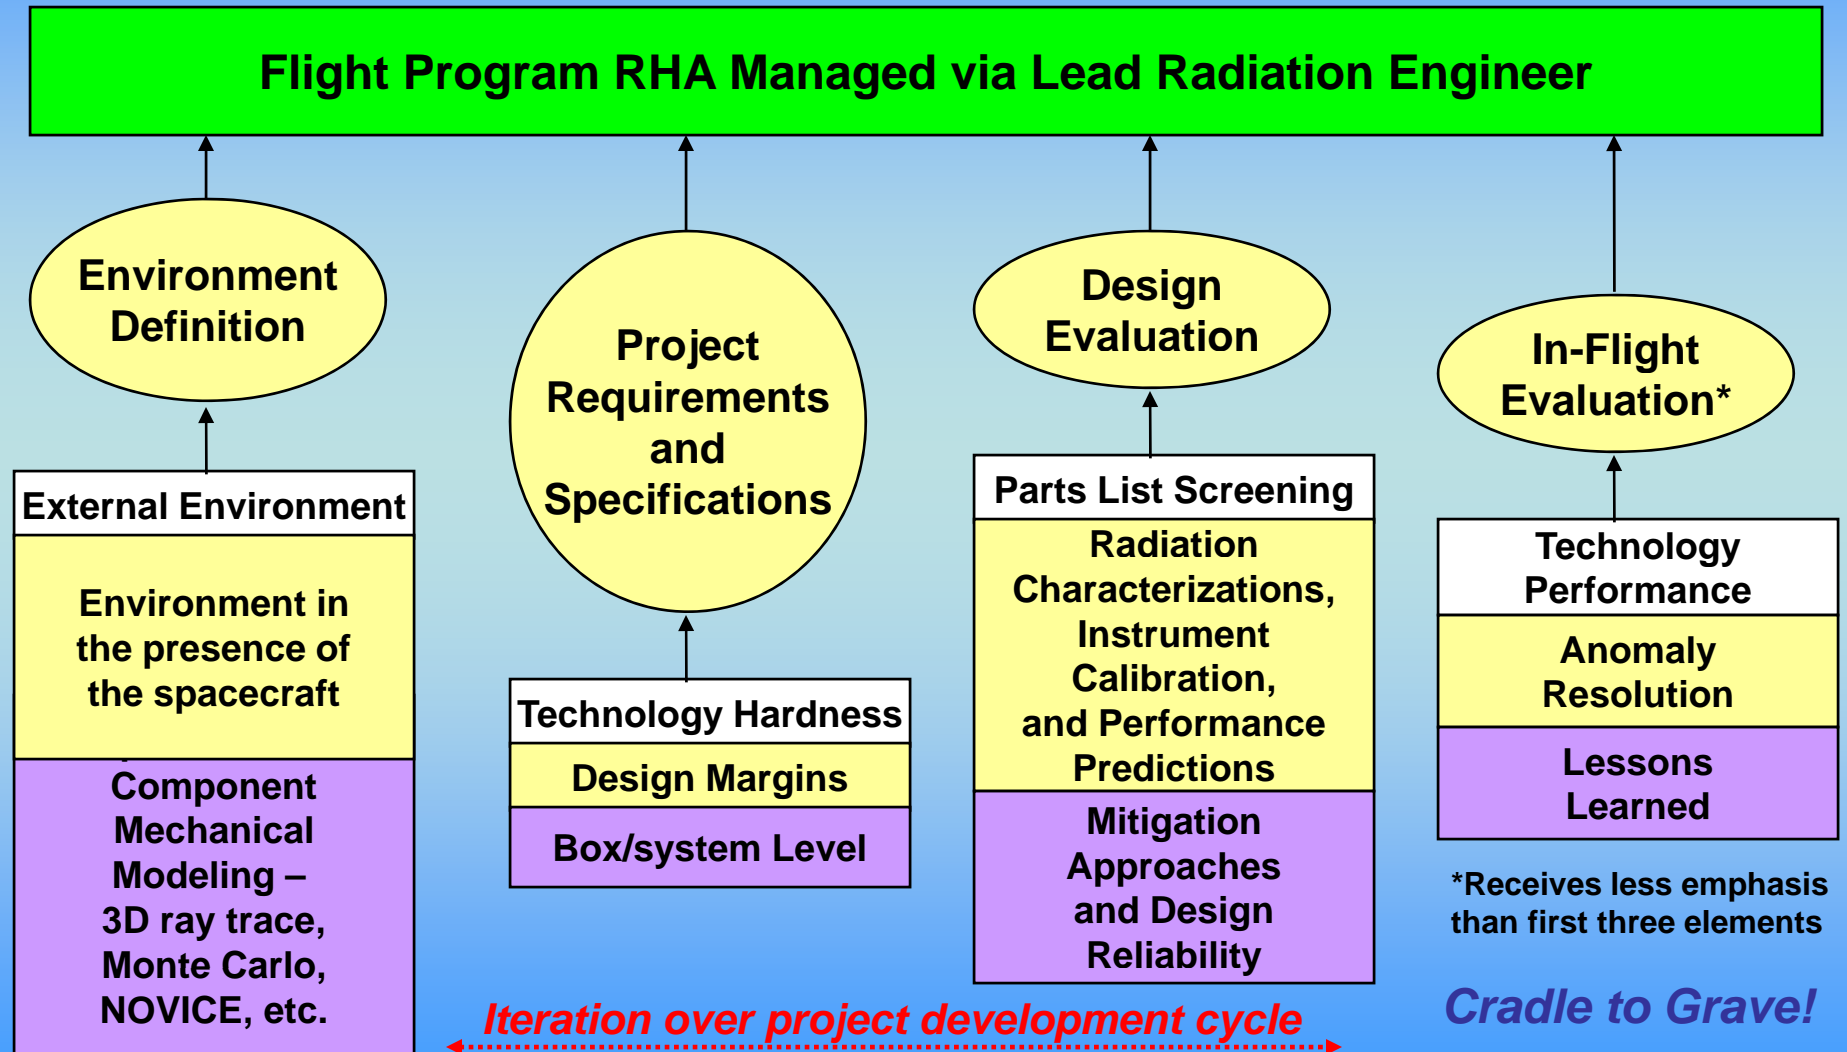 Flight Program RHA Managed via Lead Radiation Engineer
Environment
Definition
External Environment
Environment in
the presence of
the spacecraft
Component
Mechanical
Modeling –
3D ray trace,
Monte Carlo,
NOVICE, etc.
Project
Requirements
and
Specifications
Technology Hardness
Design Margins
Box/system Level
Design
Evaluation
Parts List Screening
Radiation
Characterizations,
Instrument
Calibration,
and Performance
Predictions
Mitigation
Approaches
and Design
Reliability
In-Flight
Evaluation*
Technology
Performance
Anomaly
Resolution
Lessons
Learned
*Receives less emphasis
than first three elements
Iteration over project development cycle
Cradle to Grave!